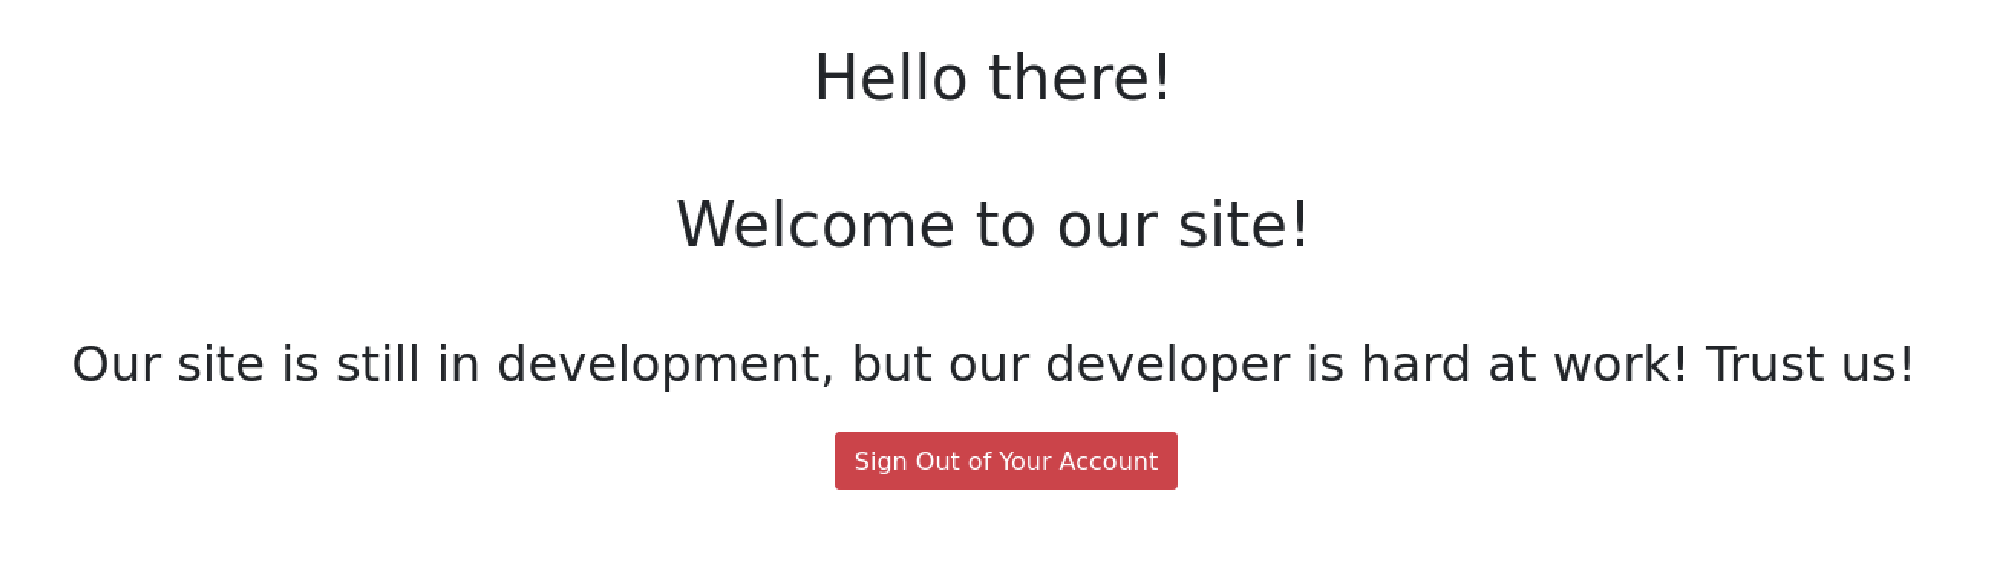 Hello there!
Welcome to our site!
Our site is still in development, but our developer is hard at work! Trust us!
Sign Out of Your Account